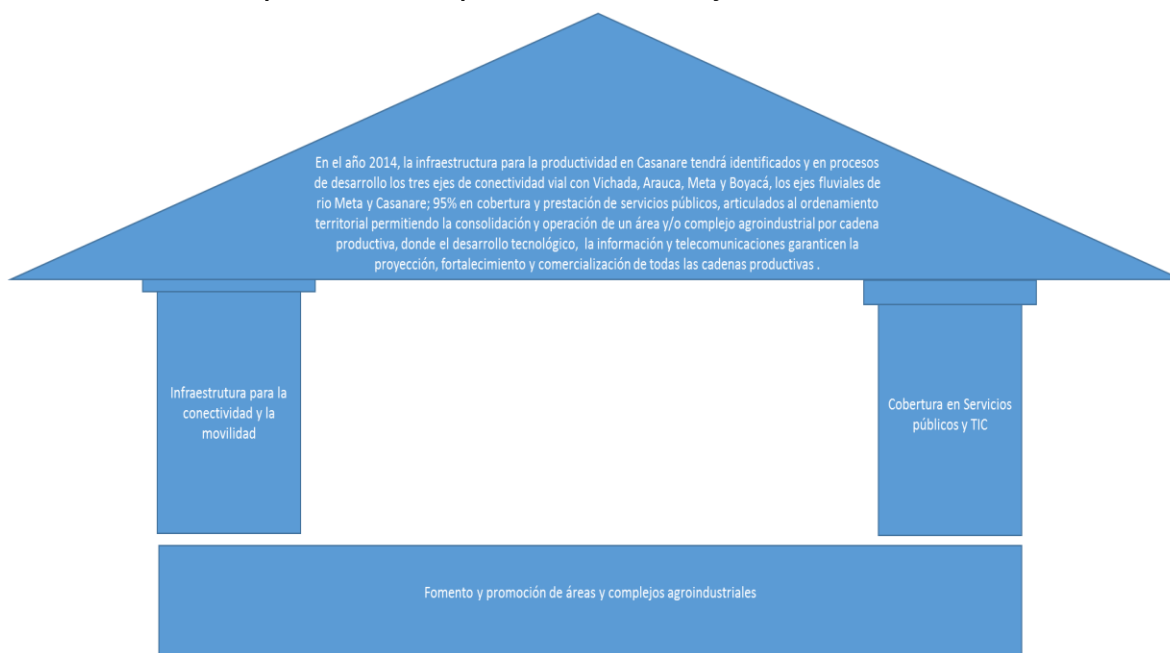 En el año 2014, la infraestructura para la productividad en Casanare tendrá identificados y en procesos
de desarrollo los tres ejes de conectividad vial con Vichada, Arauca, Meta y Boyacá, los ejes fluviales de
rio Meta y Casanare; 95% en cobertura y prestación de servicios públicos, articulados al ordenamiento
territorial permitiendo la consolidación y operación de un área y/o complejo agroindustrial por cadena
productiva, donde el desarrollo tecnológico, la información y telecomunicaciones garanticen la
proyección, fortalecimiento y comercialización de todas las cadenas productivas .
Infraestrutura para la
conectividad y la
movilidad
Cobertura en Servicios
públicos y TIC
Fomento y promoción de áreas y complejos agroindustriales